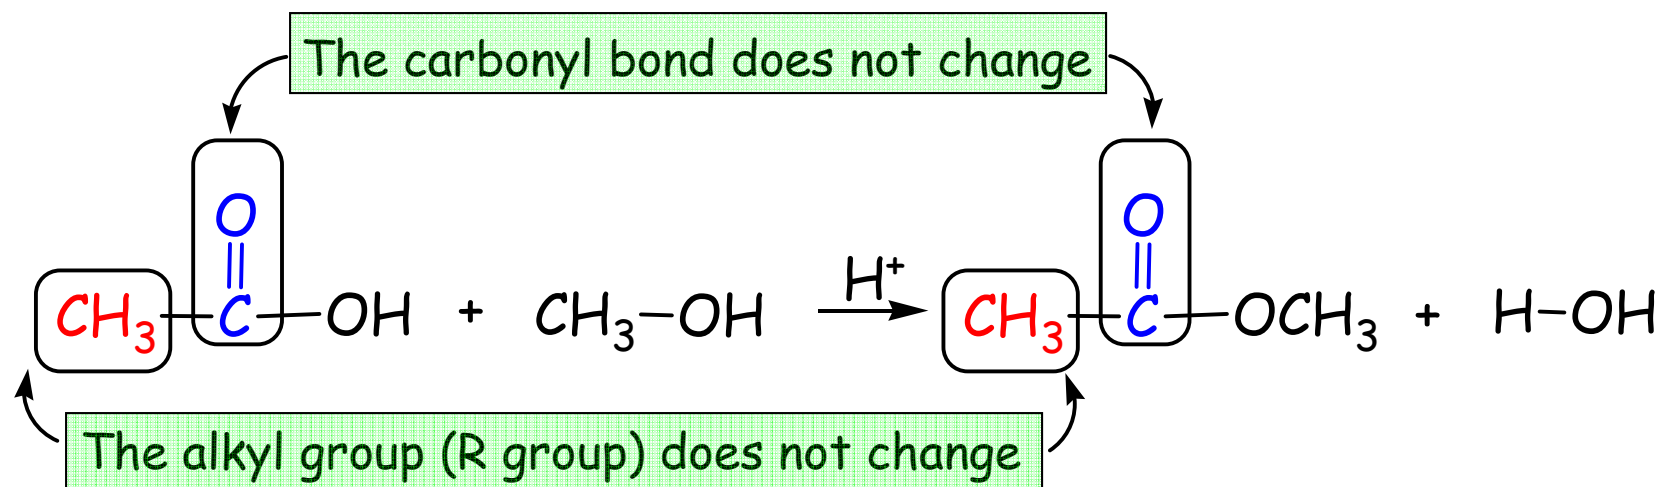 The carbonyl bond does not change
O
H+
CH3 C OH + CH3-OH CH3 C OCH3 + H-OH
O
The alkyl group (R group) does not change